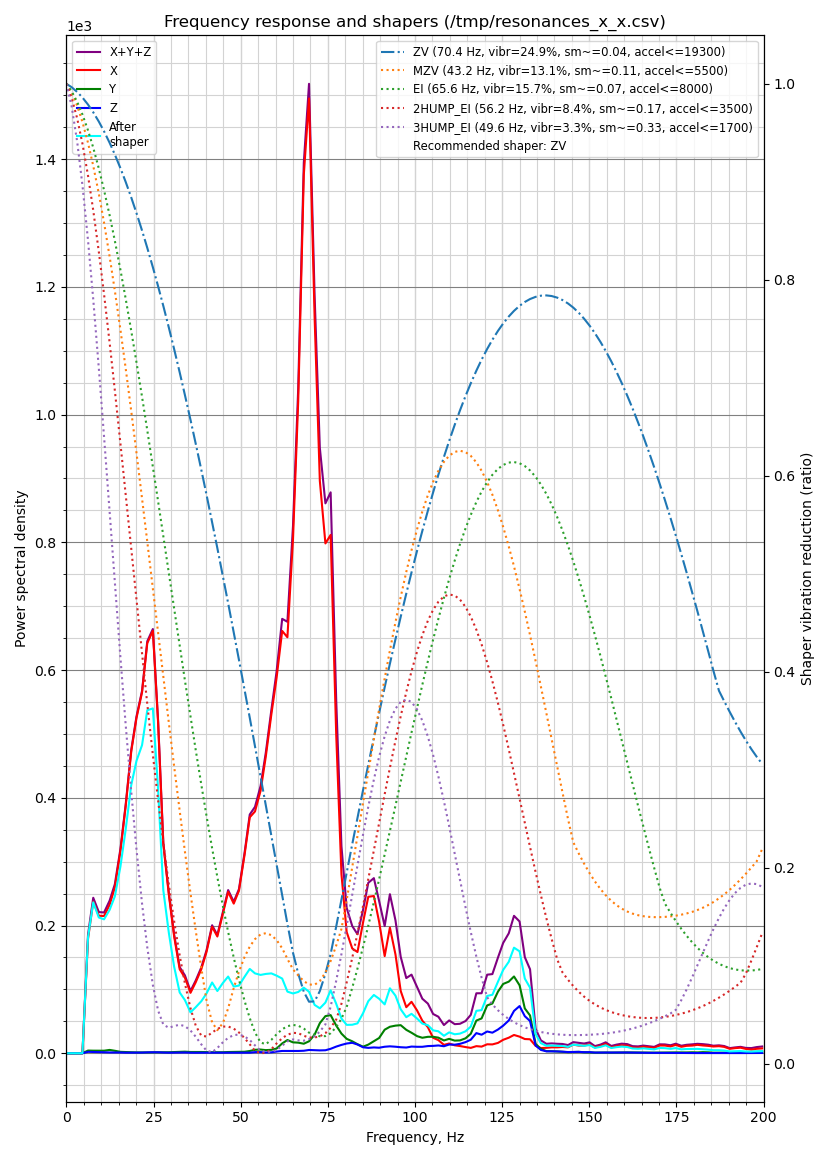 Frequency response and shapers (/tmp/resonances_x_x.csv)
1e3
X+Y+Z
X
Y
Z
After
shaper
ZV (70.4 Hz, vibr=24.9%, sm~=0.04, accel<=19300)
MZV (43.2 Hz, vibr=13.1%, sm~=0.11, accel<=5500)
EI (65.6 Hz, vibr=15.7%, sm~=0.07, accel<=8000)
2HUMP_EI (56.2 Hz, vibr=8.4%, sm~=0.17, accel<=3500)
3HUMP_EI (49.6 Hz, vibr=3.3%, sm~=0.33, accel<=1700)
Recommended shaper: ZV
Power spectral density
1.4
1.2
1.0
0.8
0.6
0.4
0.2
0.0
1.0
0.8
0.6
0.4
0.2
0.0
Shaper vibration reduction (ratio)
0 25 50 75 100 125 150 175 200
Frequency, Hz